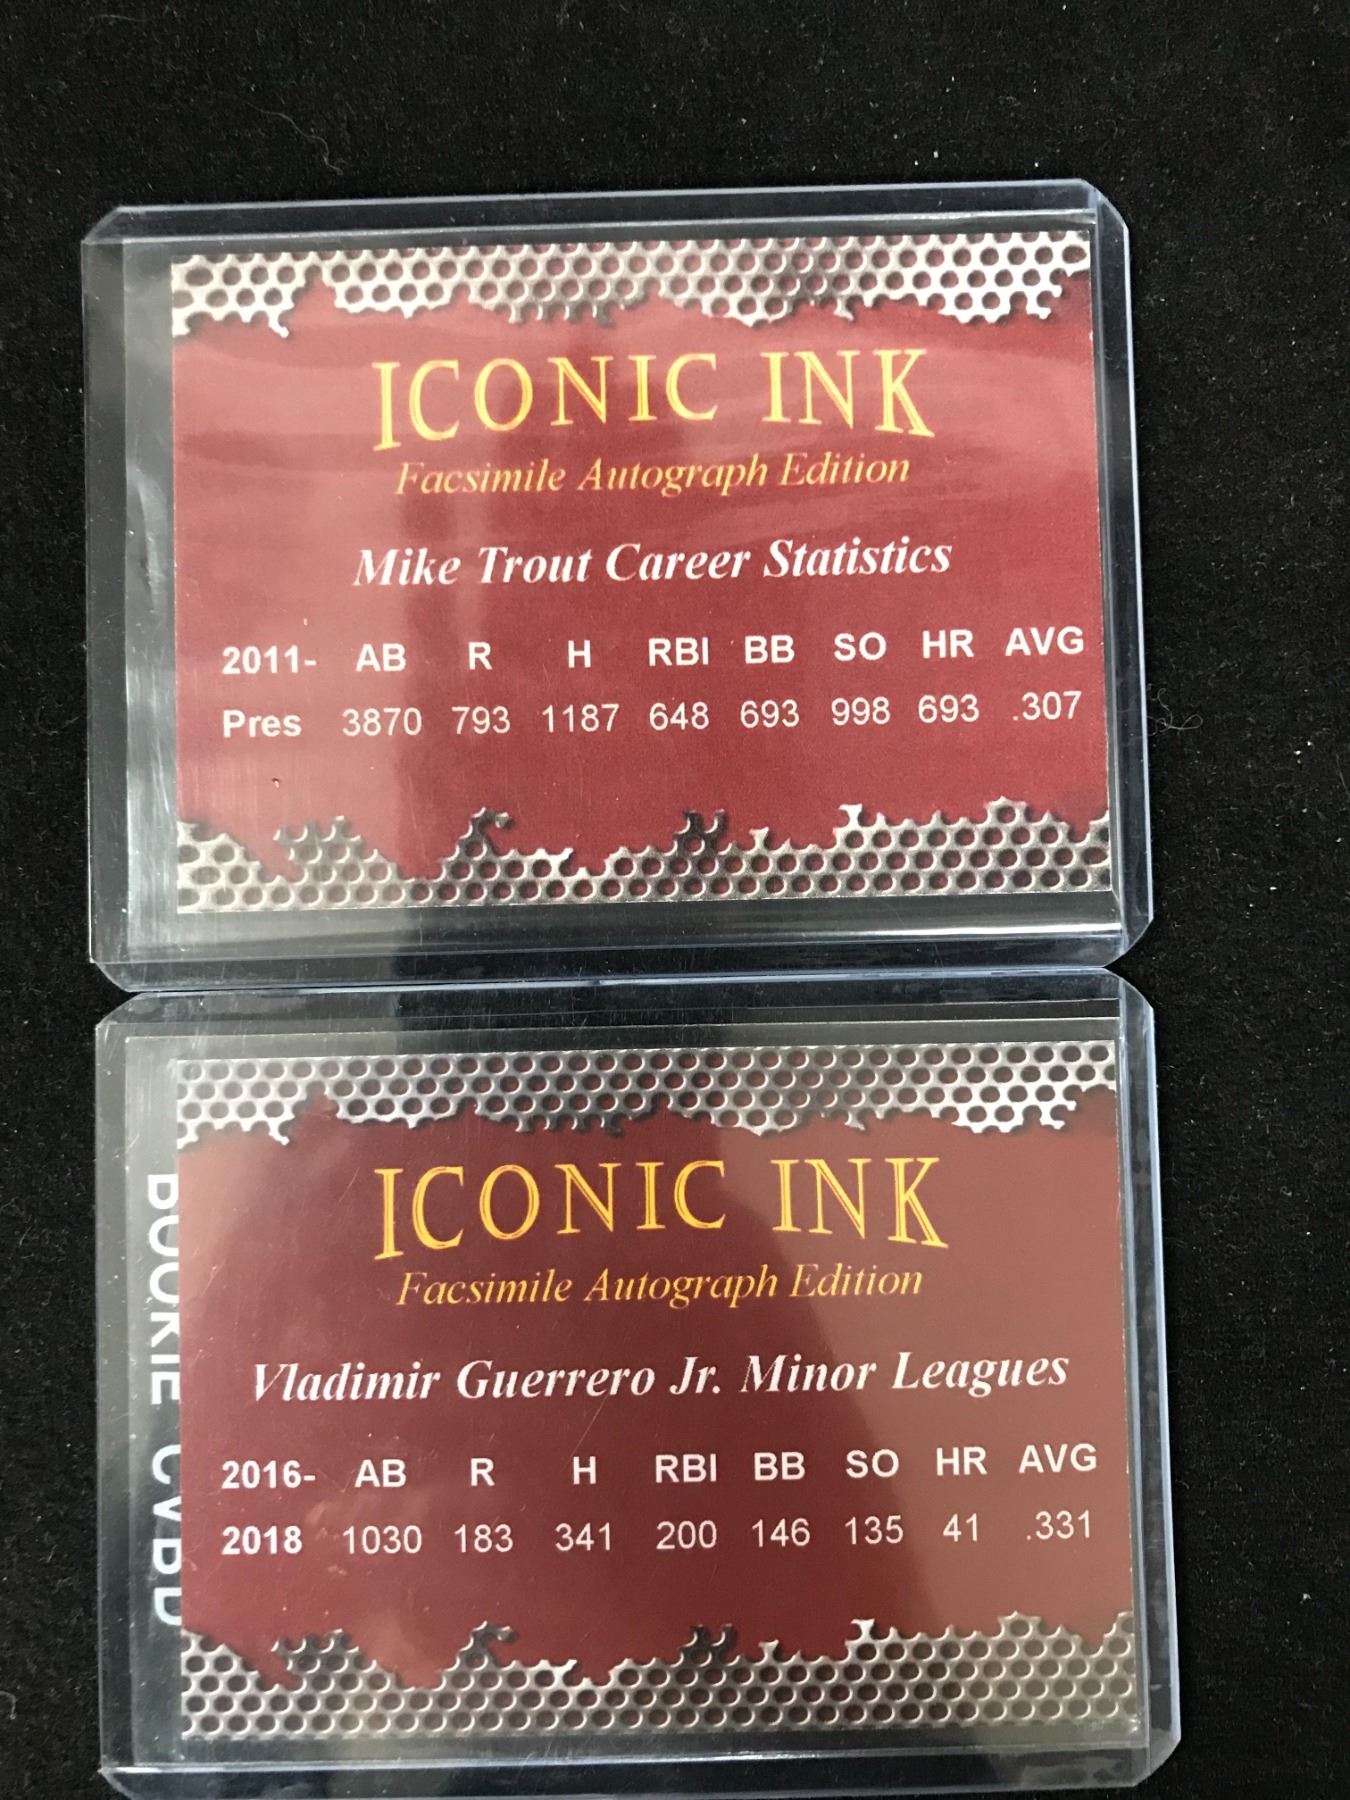 ICONIC INK
Facsimile Autograph Edition
Mike Trout Career Statistics
2011- AB R H RBI BB SO HR AVG
Pres 3870 793 1187 648 693 998 693 .307
ICONIC INK
Facsimile Autograph Edition
Vladimir Guerrero Jr. Minor Leagues
2016- AB R H RBI BB SO HR AVG
2018 1030 183 341 200 146 135 41 .331